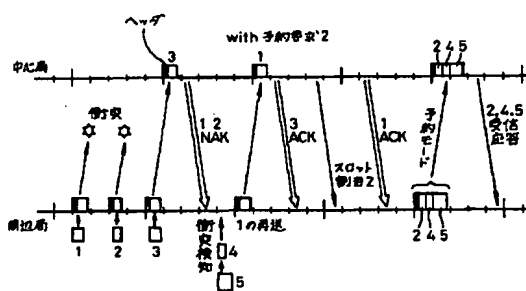 ヘッダ
with 予約要求2
3
1
2 4 5
中心局
衝突
1, 2
NAK
3
ACK
スロット
割当2
1
ACK
予約モード
2, 4, 5
受信
応答
周辺局
1
2
3
衝突検知
4
5
1の再送
2 4 5